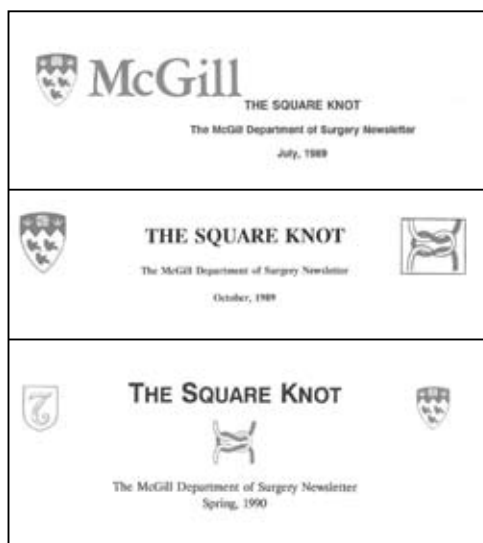 McGill
THE SQUARE KNOT
The McGill Department of Surgery Newsletter
July, 1989
THE SQUARE KNOT
The McGill Department of Surgery Newsletter
October, 1989
THE SQUARE KNOT
The McGill Department of Surgery Newsletter
Spring, 1990